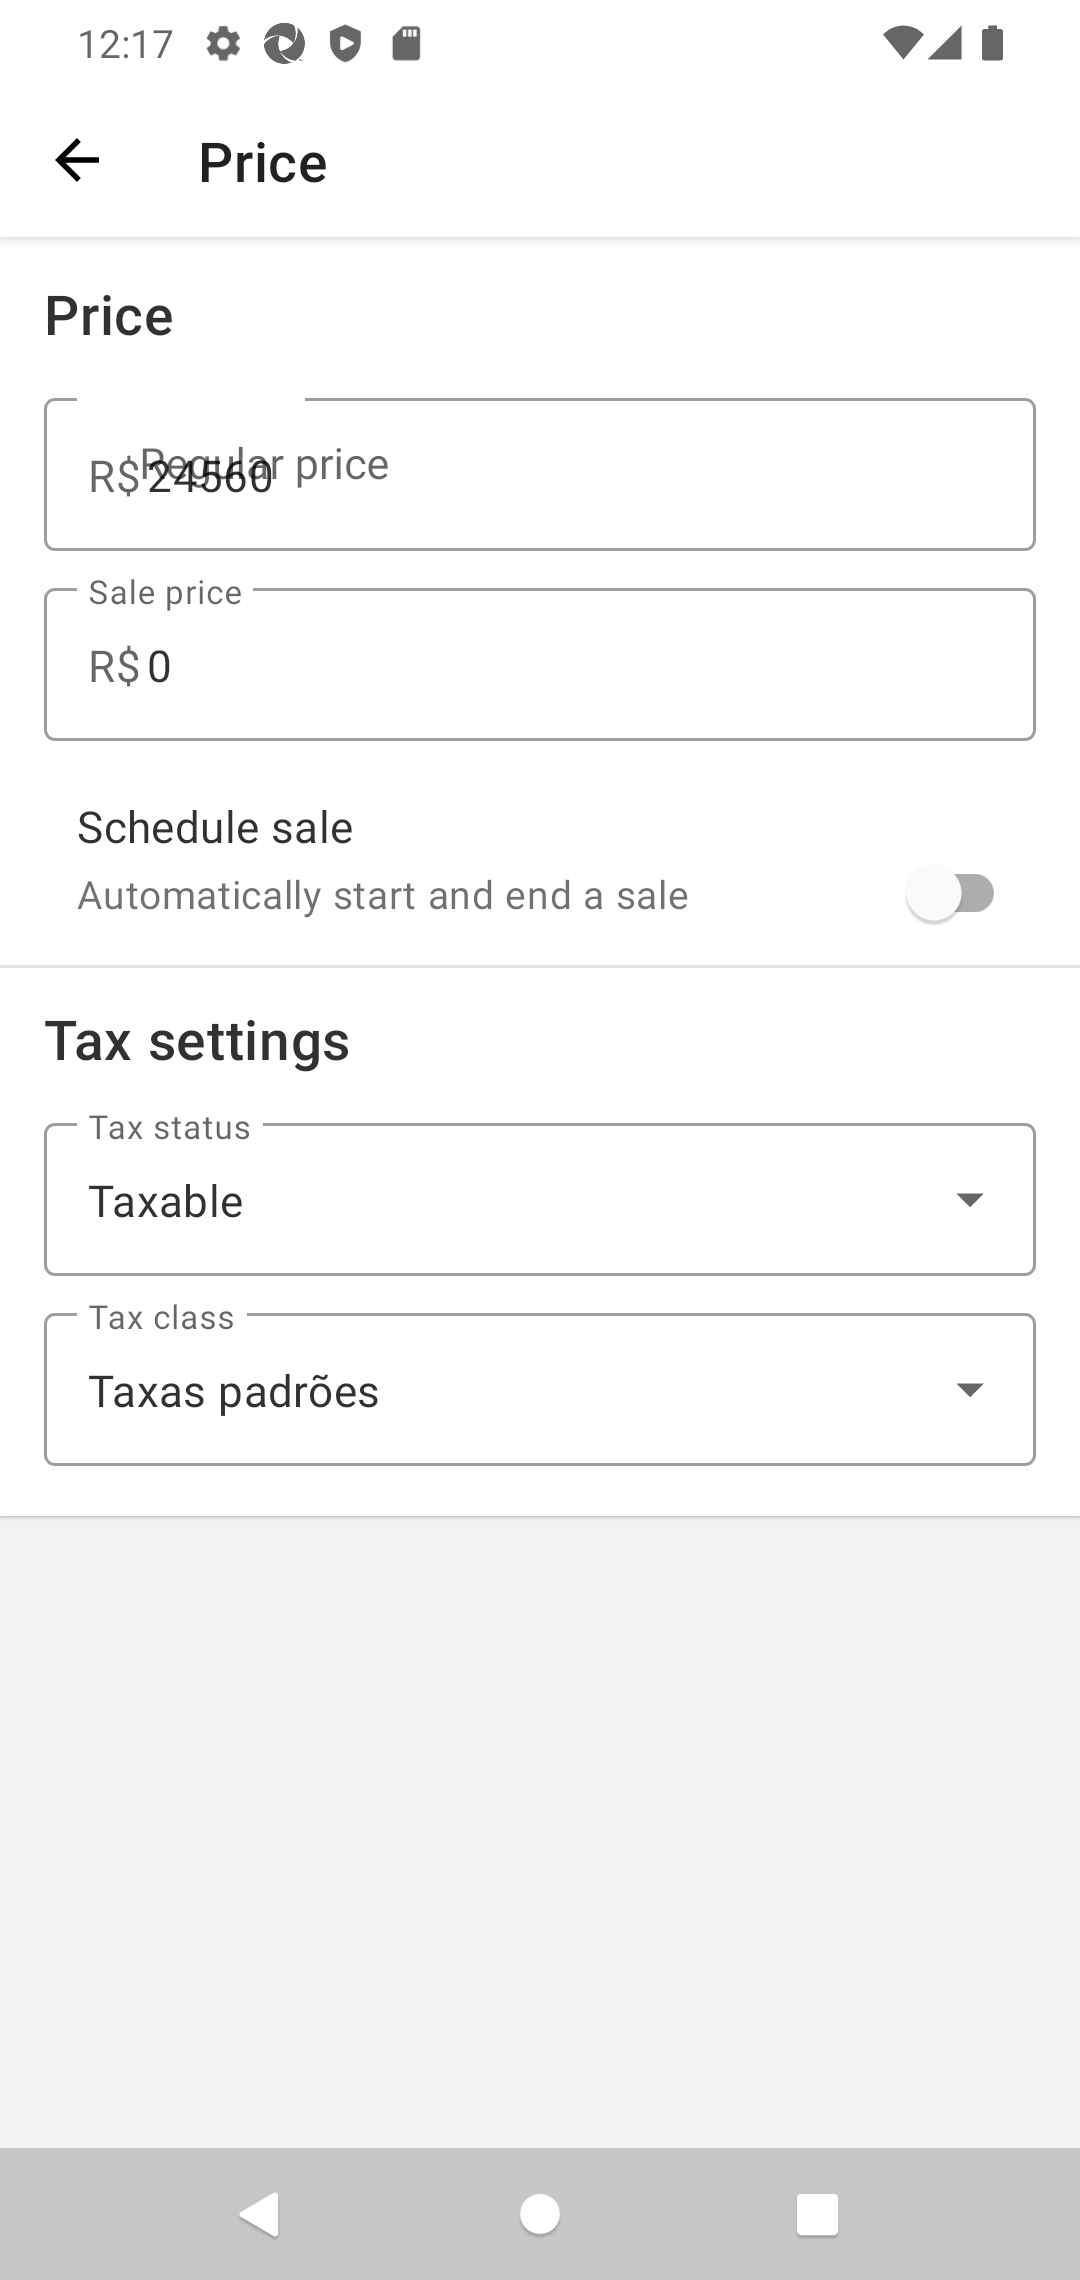 12:17
Price
Price
Regular price
R$ 24560
Sale price
R$ 0
Schedule sale
Automatically start and end a sale
Tax settings
Tax status
Taxable
Tax class
Taxas padrões